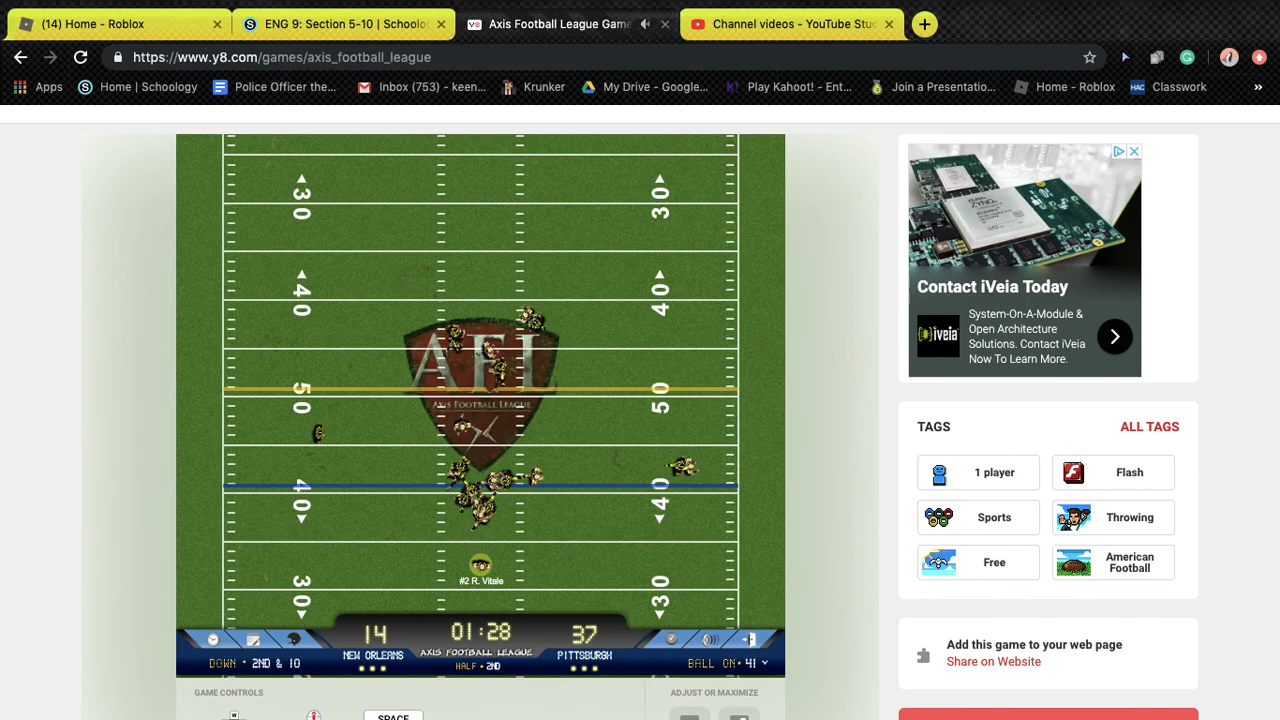 (14) Home - Roblox
ENG 9: Section 5-10 | Schoolo
Axis Football League Game
Channel videos - YouTube Stu
https://www.y8.com/games/axis_football_league
Apps
Home | Schoology
Police Officer the...
Inbox (753) - keen...
Krunker
My Drive - Google...
Play Kahoot! - Ent...
Join a Presentatio...
Home - Roblox
HAC
Classwork
»
30 30
40 40
AFL
50 50
AXIS FOOTBALL LEAGUE
40 40
#2 R. Vitale
30 30
14 01:28 37
NEW ORLEANS AXIS FOOTBALL LEAGUE PITTSBURGH
DOWN • 2ND & 10
HALF • 2ND
BALL ON • 41
GAME CONTROLS
ADJUST OR MAXIMIZE
SPACE
Contact iVeia Today
iveia
System-On-A-Module &
Open Architecture
Solutions. Contact iVeia
Now To Learn More.
TAGS
ALL TAGS
1 player
Flash
Sports
Throwing
Free
American
Football
Add this game to your web page
Share on Website